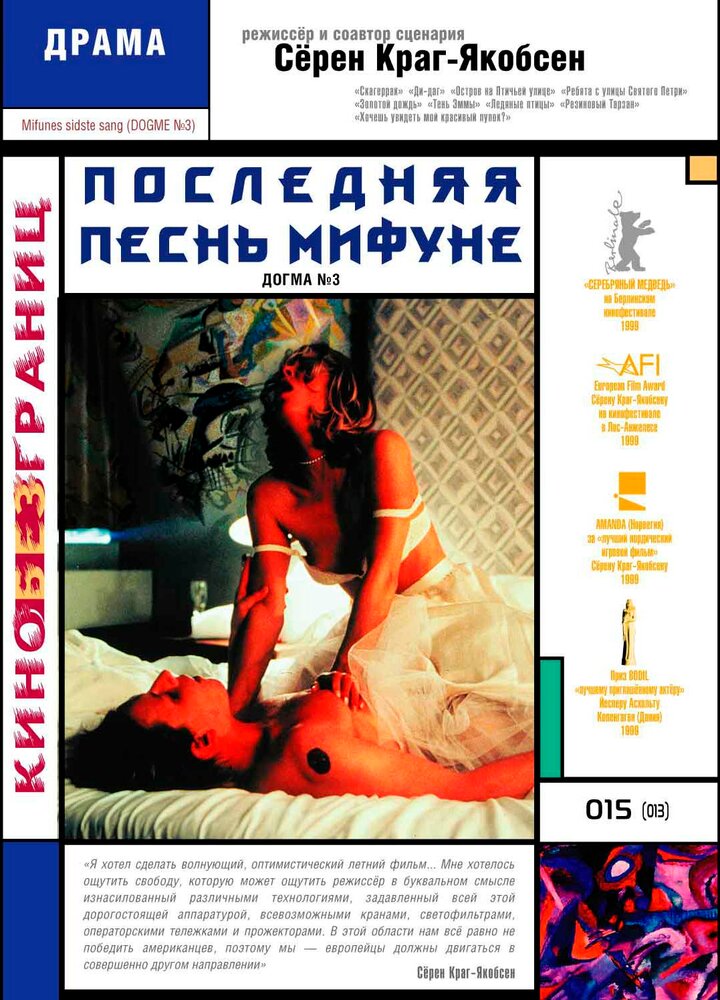 ДРАМА
Mifunes sidste sang (DOGME №3)
режиссёр и соавтор сценария
Сёрен Краг-Якобсен
«Скагеррак» «Ди-даг» «Остров на Птичьей улице» «Ребята с улицы Святого Петри»
«Золотой дождь» «Тень Эммы» «Ледяные птицы» «Резиновый Тарзан»
«Хочешь увидеть мой красивый пупок?»
КИНО БЕЗ ГРАНИЦ
ПОСЛЕДНЯЯ
ПЕСНЬ МИФУНЕ
ДОГМА №3
Berlinale
«СЕРЕБРЯНЫЙ МЕДВЕДЬ»
на Берлинском
кинофестивале
1999
AFI
European Film Award
Сёрену Краг-Якобсену
на кинофестивале
в Лос-Анжелесе
1999
AMANDA (Норвегия)
за «лучший нордический
игровой фильм»
Сёрену Краг-Якобсену
1999
Приз BODIL
«лучшему приглашённому актёру»
Йесперу Асхольту
Копенгаген (Дания)
1999
015 (013)
«Я хотел сделать волнующий, оптимистический летний фильм... Мне хотелось
ощутить свободу, которую может ощутить режиссёр в буквальном смысле
изнасилованный различными технологиями, задавленный всей этой
дорогостоящей аппаратурой, всевозможными кранами, светофильтрами,
операторскими тележками и прожекторами. В этой области нам всё равно не
победить американцев, поэтому мы — европейцы должны двигаться в
совершенно другом направлении»
Сёрен Краг-Якобсен